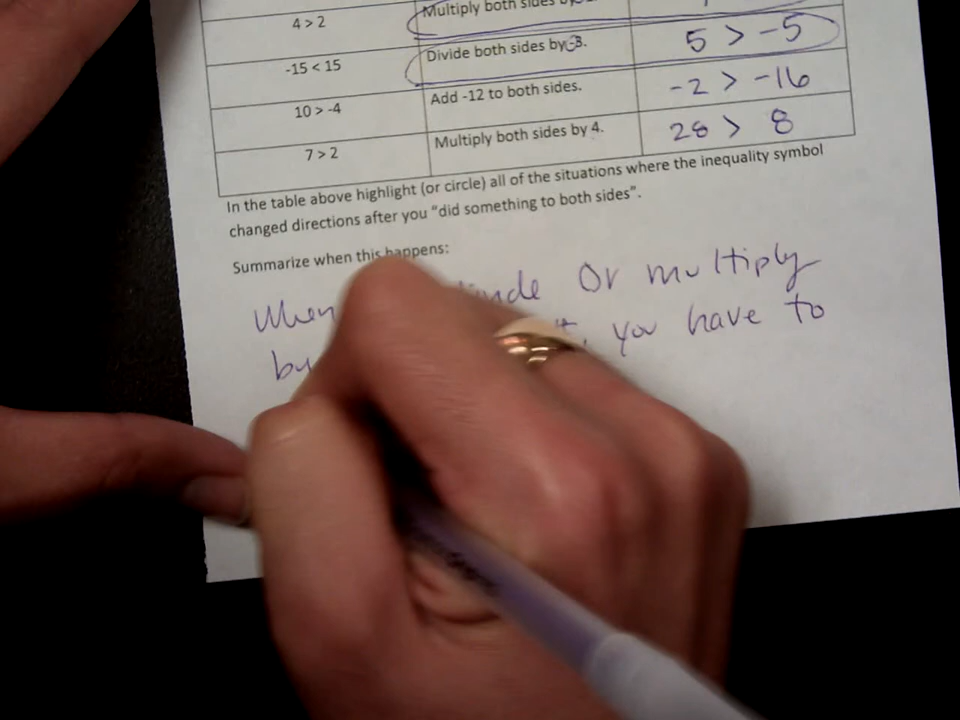 4 > 2 Multiply both sides
-15 < 15 Divide both sides by -3. 5 > -5
10 > -4 Add -12 to both sides. -2 > -16
7 > 2 Multiply both sides by 4. 28 > 8
In the table above highlight (or circle) all of the situations where the inequality symbol
changed directions after you "did something to both sides".
Summarize when this happens:
When Or multiply
by you have to